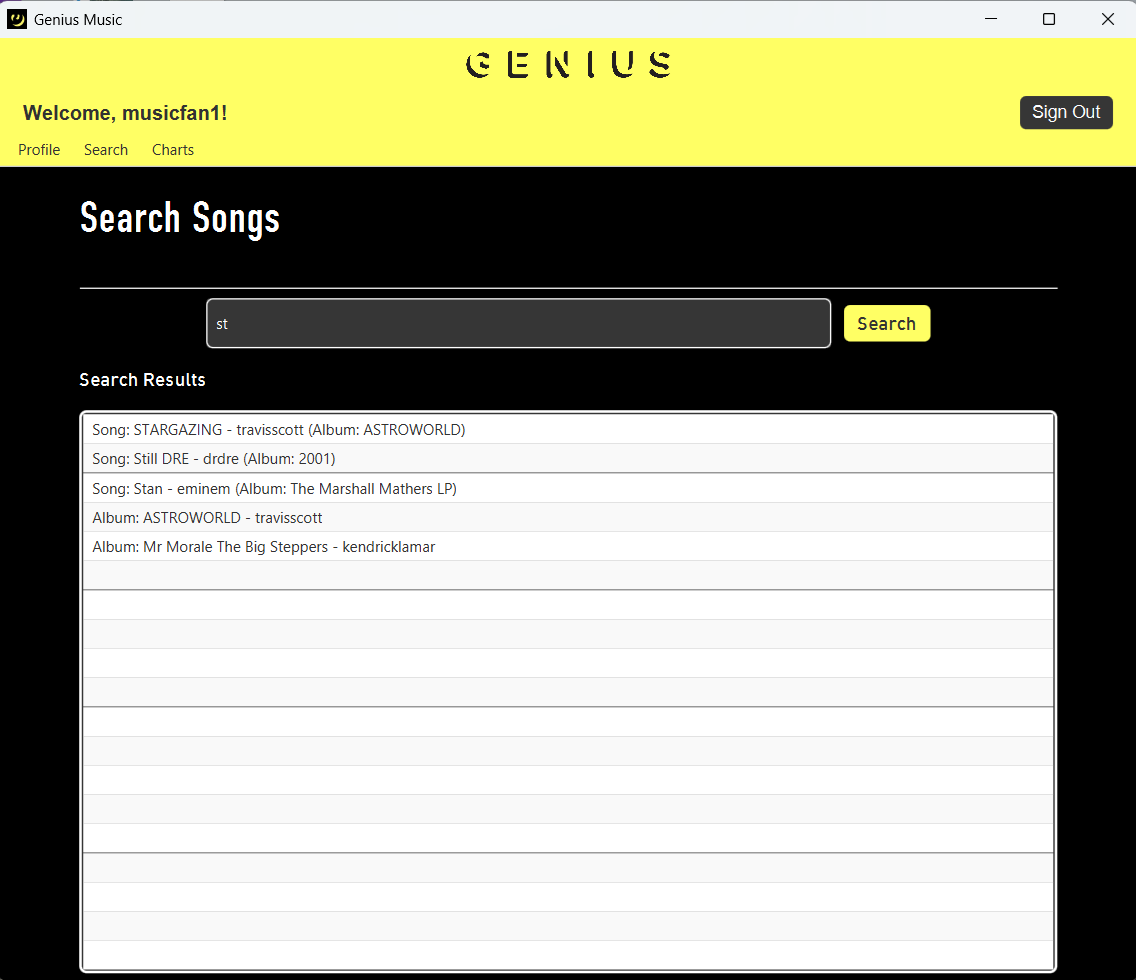 Genius Music
GENIUS
Welcome, musicfan1!
Sign Out
Profile Search Charts
Search Songs
st
Search
Search Results
Song: STARGAZING - travisscott (Album: ASTROWORLD)
Song: Still DRE - drdre (Album: 2001)
Song: Stan - eminem (Album: The Marshall Mathers LP)
Album: ASTROWORLD - travisscott
Album: Mr Morale The Big Steppers - kendricklamar